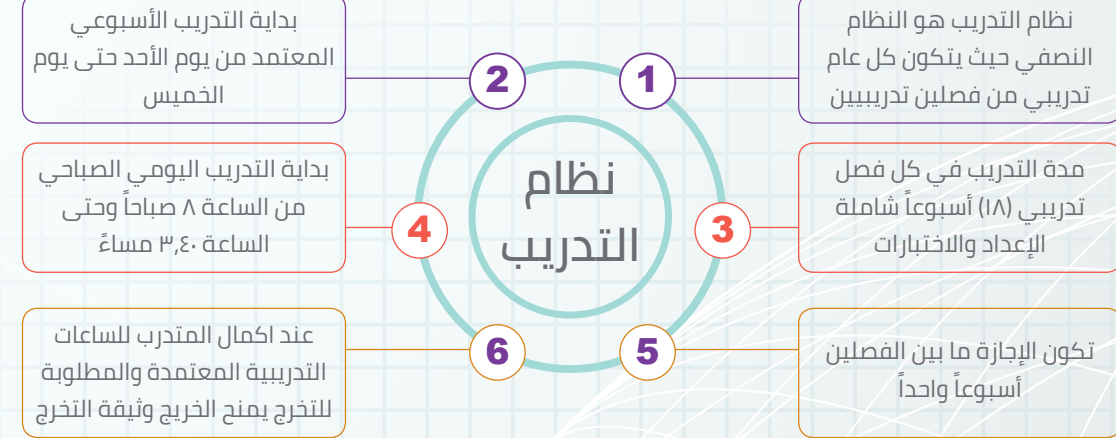 نظام التدريب هو النظام
النصفي حيث يتكون كل عام
تدريبي من فصلين تدريبيين
1
بداية التدريب الأسبوعي
المعتمد من يوم الأحد حتى يوم
الخميس
2
نظام
التدريب
مدة التدريب في كل فصل
تدريبي (١٨) أسبوعاً شاملة
الإعداد والاختبارات
3
بداية التدريب اليومي الصباحي
من الساعة ٨ صباحاً وحتى
الساعة ٣,٤٠ مساءً
4
تكون الإجازة ما بين الفصلين
أسبوعاً واحداً
5
عند اكمال المتدرب للساعات
التدريبية المعتمدة والمطلوبة
للتخرج يمنح الخريج وثيقة التخرج
6